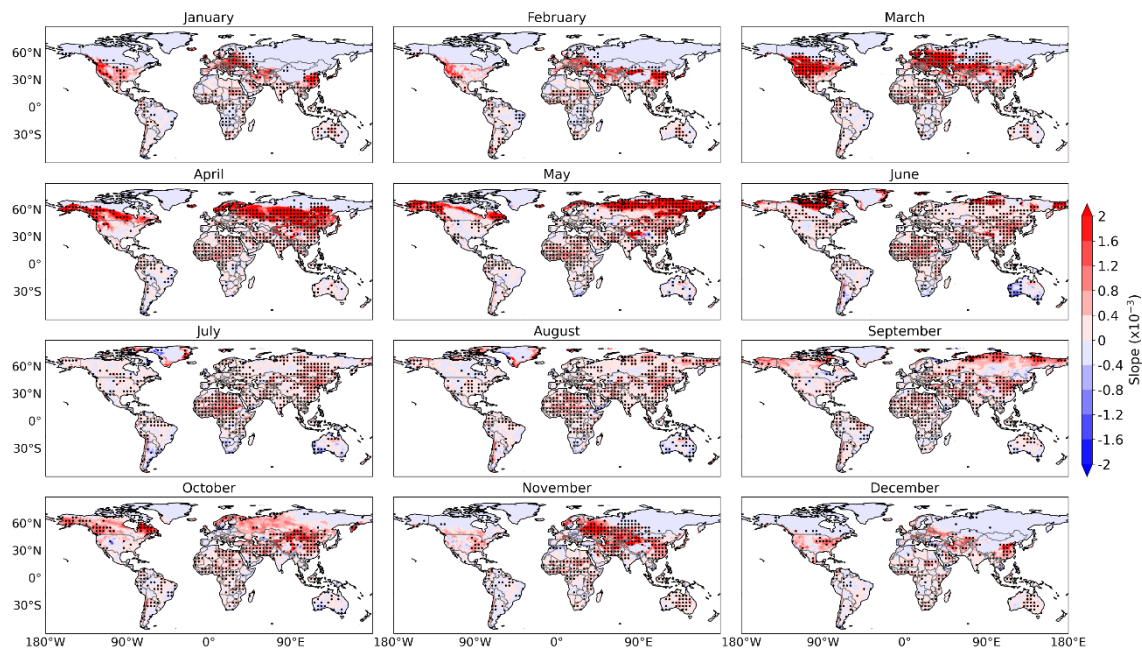 January
February
March
60°N
30°N
0°
30°S
April
May
June
60°N
30°N
0°
30°S
2
1.6
1.2
0.8
0.4
0
-0.4
-0.8
-1.2
-1.6
-2
Slope (x10⁻³)
July
August
September
60°N
30°N
0°
30°S
October
November
December
60°N
30°N
0°
30°S
180°W 90°W 0° 90°E 90°W 0° 90°E 90°W 0° 90°E 180°E